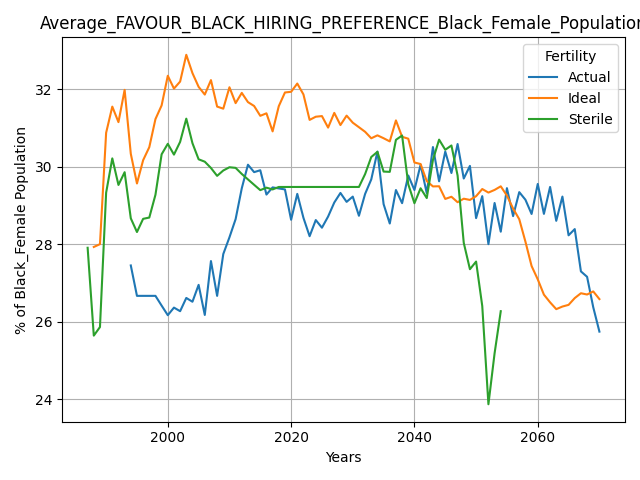 Average_FAVOUR_BLACK_HIRING_PREFERENCE_Black_Female_Population
Fertility
Actual
Ideal
Sterile
% of Black_Female Population
32
30
28
26
24
2000
2020
2040
2060
Years